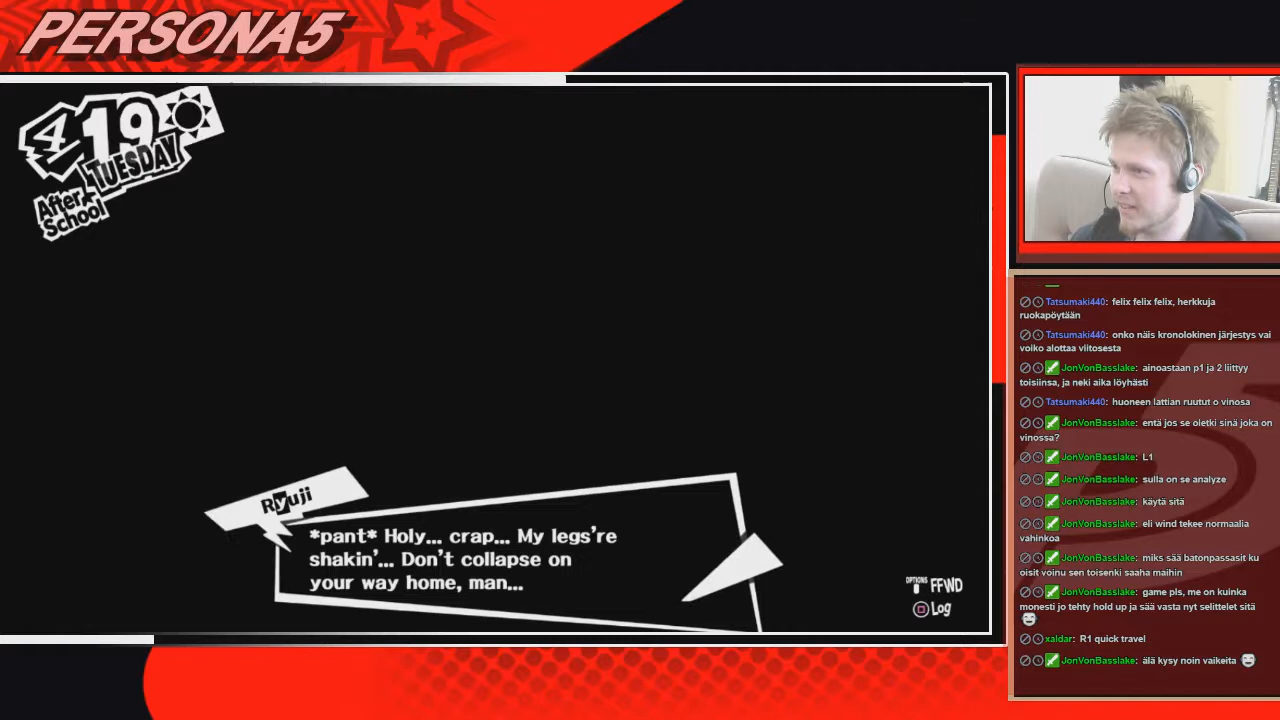 PERSONA5
4 19
TUESDAY
After
School
Ryuji
*pant* Holy... crap... My legs're
shakin'... Don't collapse on
your way home, man...
OPTIONS FFWD
Log
Tatsumaki440: felix felix felix, herkkuja
ruokapöytään
Tatsumaki440: onko näis kronolokinen järjestys vai
voiko alottaa viitosesta
JonVonBasslake: ainoastaan p1 ja 2 liittyy
toisiinsa, ja neki aika löyhästi
Tatsumaki440: huoneen lattian ruutut o vinosa
JonVonBasslake: entä jos se oletki sinä joka on
vinossa?
JonVonBasslake: L1
JonVonBasslake: sulla on se analyze
JonVonBasslake: käytä sitä
JonVonBasslake: eli wind tekee normaalia
vahinkoa
JonVonBasslake: miks sää batonpassasit ku
oisit voinu sen toisenki saaha maihin
JonVonBasslake: game pls, me on kuinka
monesti jo tehty hold up ja sää vasta nyt selittelet sitä
xaldar: R1 quick travel
JonVonBasslake: älä kysy noin vaikeita